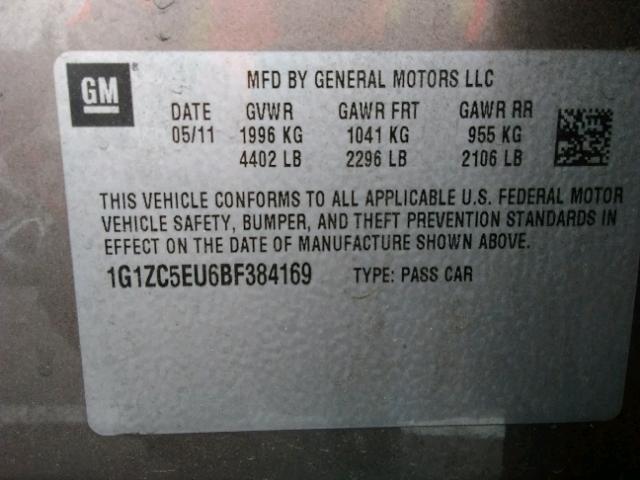 GM
MFD BY GENERAL MOTORS LLC
DATE GVWR GAWR FRT GAWR RR
05/11 1996 KG 1041 KG 955 KG
4402 LB 2296 LB 2106 LB
THIS VEHICLE CONFORMS TO ALL APPLICABLE U.S. FEDERAL MOTOR
VEHICLE SAFETY, BUMPER, AND THEFT PREVENTION STANDARDS IN
EFFECT ON THE DATE OF MANUFACTURE SHOWN ABOVE.
1G1ZC5EU6BF384169 TYPE: PASS CAR